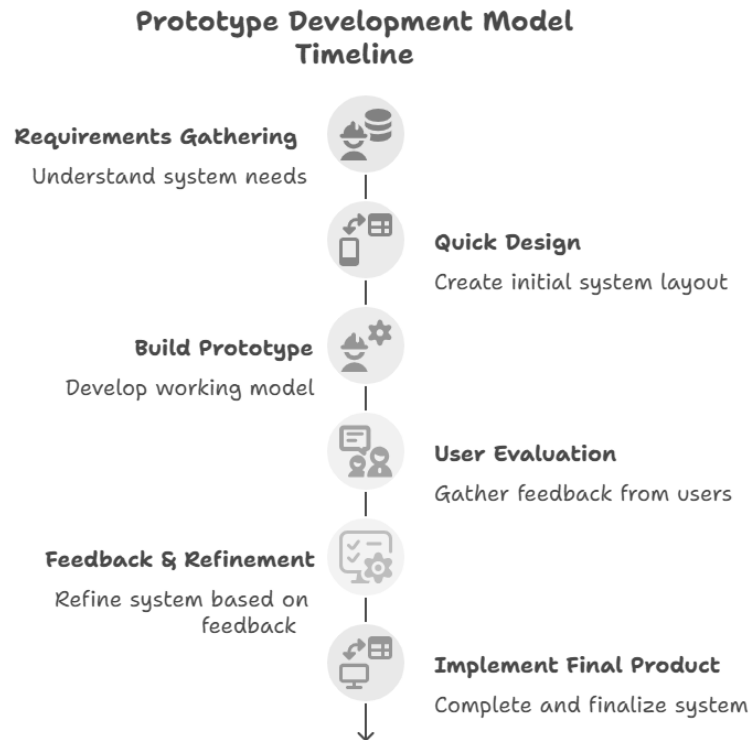 Prototype Development Model
Timeline
Requirements Gathering
Understand system needs
Quick Design
Create initial system layout
Build Prototype
Develop working model
User Evaluation
Gather feedback from users
Feedback & Refinement
Refine system based on
feedback
Implement Final Product
Complete and finalize system